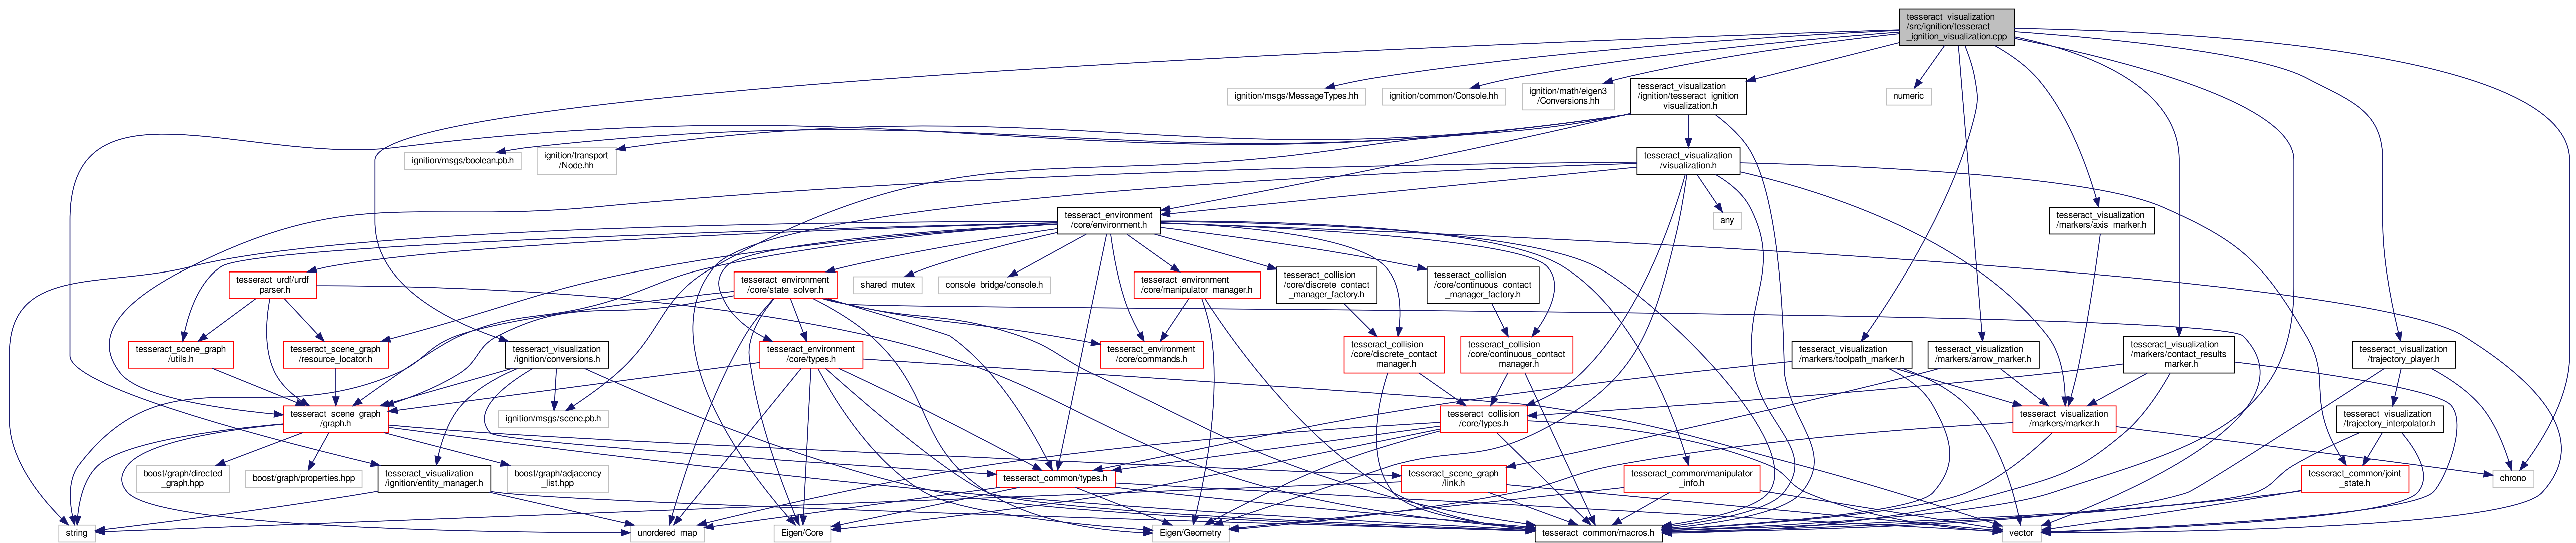 tesseract_visualization
/src/ignition/tesseract
_ignition_visualization.cpp
ignition/msgs/MessageTypes.hh
ignition/common/Console.hh
ignition/math/eigen3
/Conversions.hh
tesseract_visualization
/ignition/tesseract_ignition
_visualization.h
numeric
ignition/msgs/boolean.pb.h
ignition/transport
/Node.hh
tesseract_visualization
/visualization.h
tesseract_environment
/core/environment.h
any
tesseract_visualization
/markers/axis_marker.h
tesseract_urdf/urdf
_parser.h
tesseract_environment
/core/state_solver.h
shared_mutex
console_bridge/console.h
tesseract_environment
/core/manipulator_manager.h
tesseract_collision
/core/discrete_contact
_manager_factory.h
tesseract_collision
/core/continuous_contact
_manager_factory.h
tesseract_scene_graph
/utils.h
tesseract_scene_graph
/resource_locator.h
tesseract_visualization
/ignition/conversions.h
tesseract_environment
/core/types.h
tesseract_environment
/core/commands.h
tesseract_collision
/core/discrete_contact
_manager.h
tesseract_collision
/core/continuous_contact
_manager.h
tesseract_visualization
/markers/toolpath_marker.h
tesseract_visualization
/markers/arrow_marker.h
tesseract_visualization
/markers/contact_results
_marker.h
tesseract_visualization
/trajectory_player.h
tesseract_scene_graph
/graph.h
ignition/msgs/scene.pb.h
tesseract_collision
/core/types.h
tesseract_visualization
/markers/marker.h
tesseract_visualization
/trajectory_interpolator.h
boost/graph/directed
_graph.hpp
boost/graph/properties.hpp
tesseract_visualization
/ignition/entity_manager.h
boost/graph/adjacency
_list.hpp
tesseract_common/types.h
tesseract_scene_graph
/link.h
tesseract_common/manipulator
_info.h
tesseract_common/joint
_state.h
chrono
string
unordered_map
Eigen/Core
Eigen/Geometry
tesseract_common/macros.h
vector